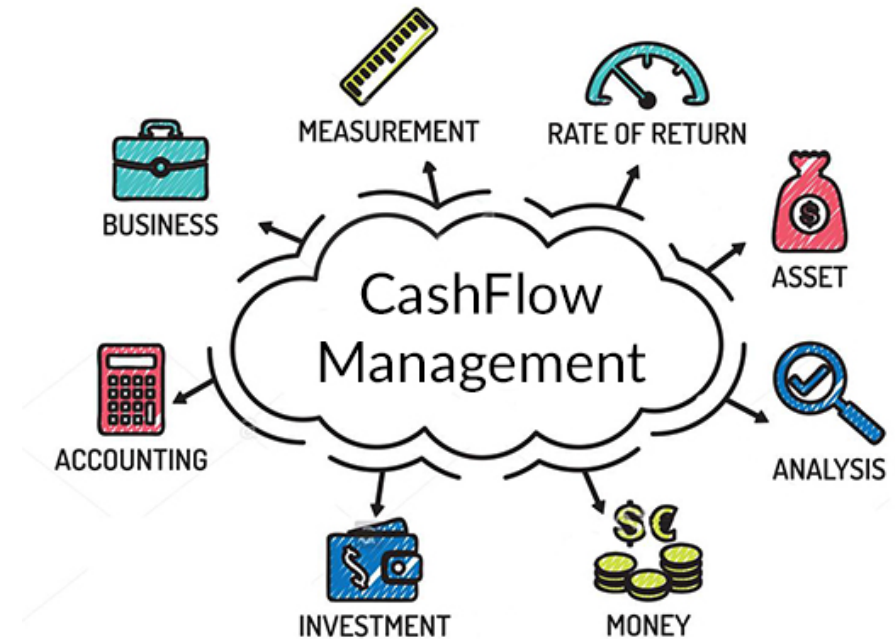 MEASUREMENT
RATE OF RETURN
BUSINESS
$
ASSET
CashFlow
Management
ACCOUNTING
ANALYSIS
$
$
INVESTMENT
MONEY